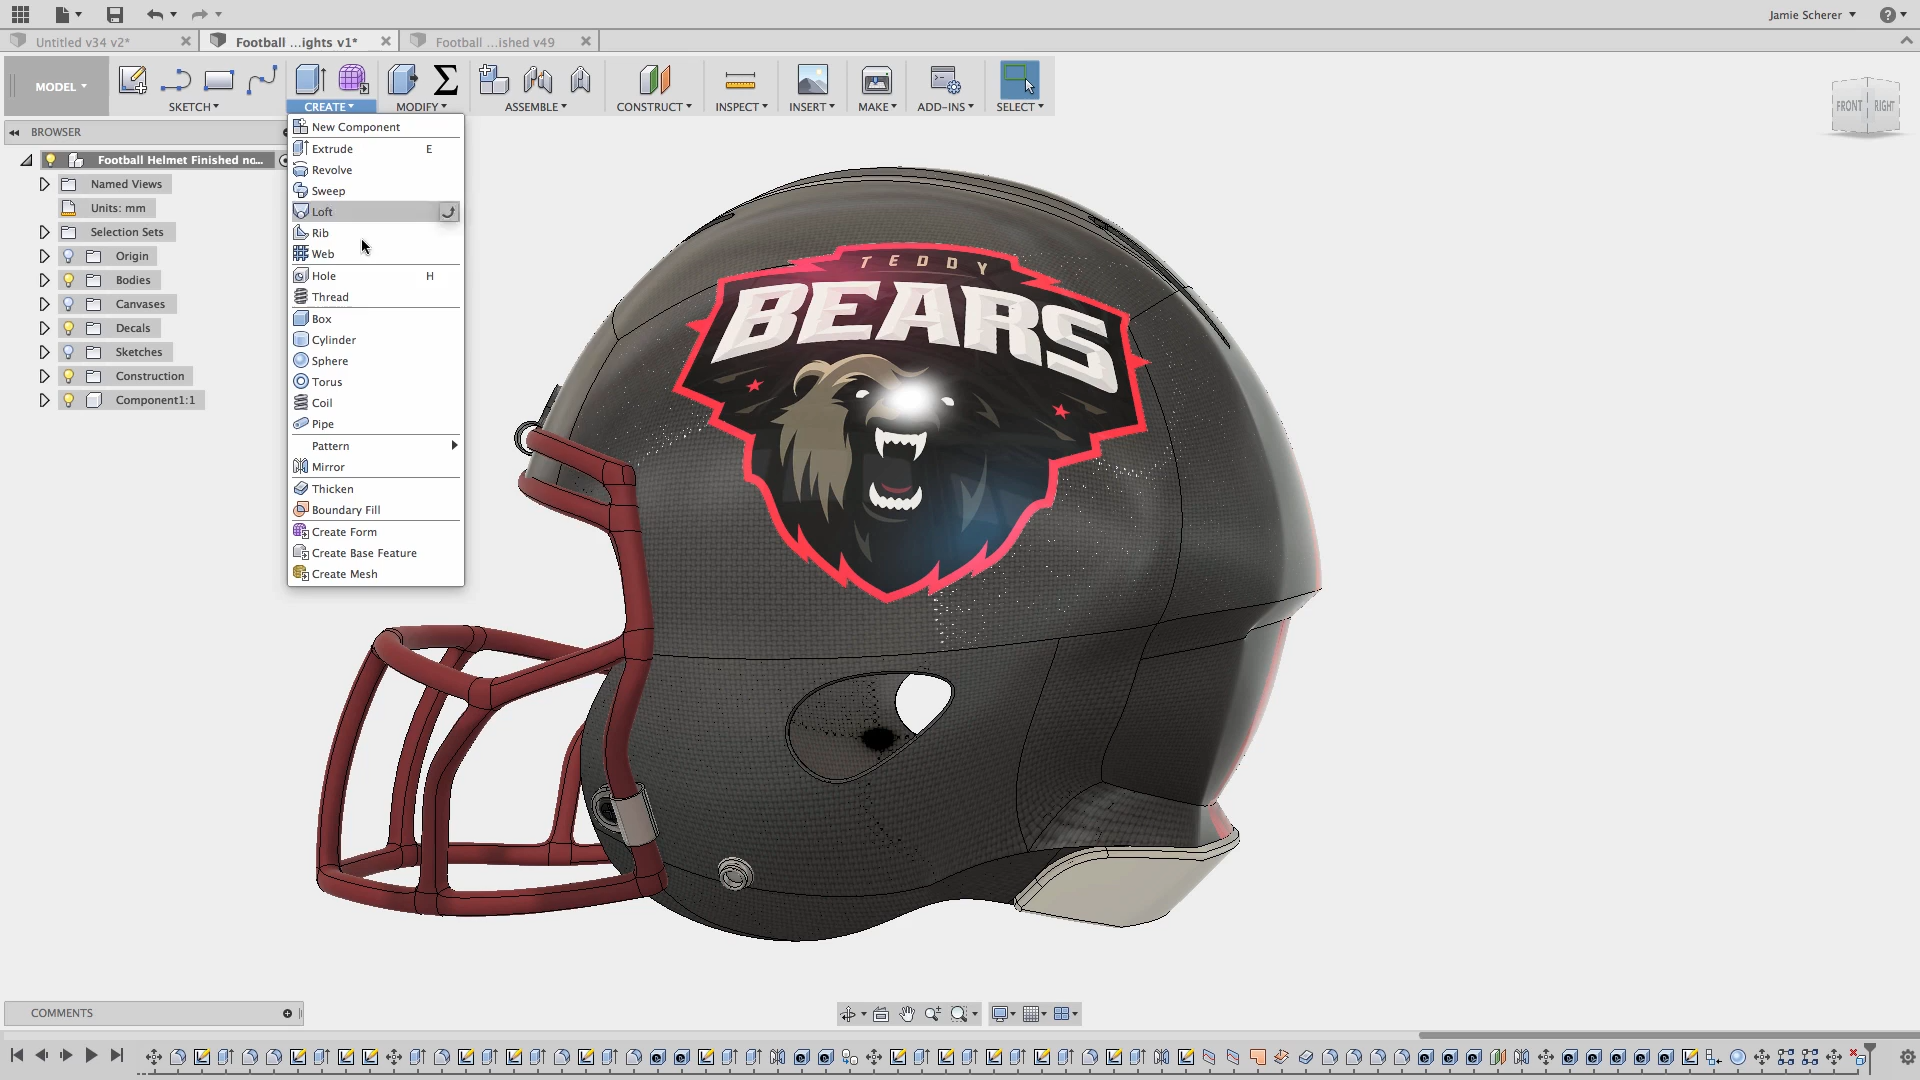 Jamie Scherer
Untitled v34 v2*
Football ...ights v1*
Football ...ished v49
MODEL
SKETCH
CREATE
MODIFY
ASSEMBLE
CONSTRUCT
INSPECT
INSERT
MAKE
ADD-INS
SELECT
FRONT
RIGHT
BROWSER
Football Helmet Finished no...
Named Views
Units: mm
Selection Sets
Origin
Bodies
Canvases
Decals
Sketches
Construction
Component1:1
New Component
Extrude E
Revolve
Sweep
Loft
Rib
Web
Hole H
Thread
Box
Cylinder
Sphere
Torus
Coil
Pipe
Pattern
Mirror
Thicken
Boundary Fill
Create Form
Create Base Feature
Create Mesh
TEDDY
BEARS
COMMENTS